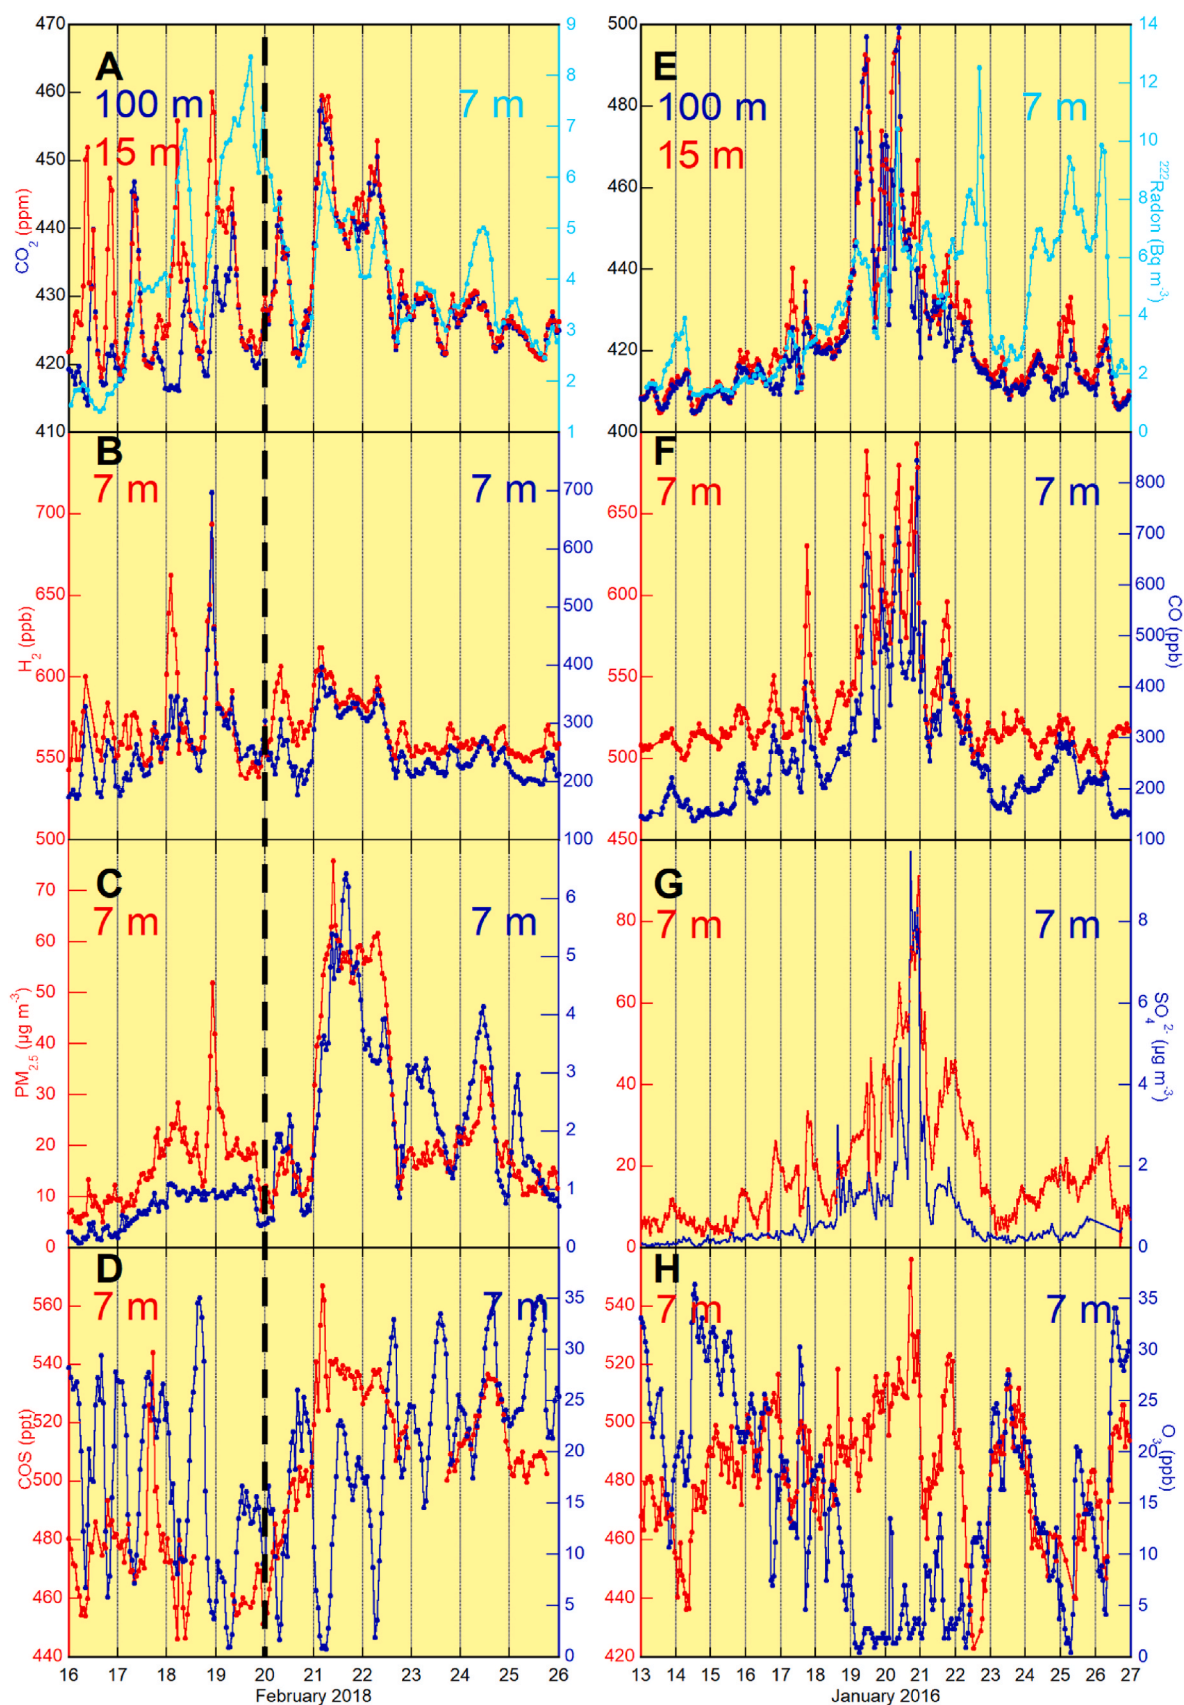 470
460
450
440
430
420
410
CO2 (ppm)
A
100 m
15 m
7 m
9
8
7
6
5
4
3
2
1
500
480
460
440
420
400
E
100 m
15 m
7 m
14
12
10
8
6
4
2
0
222Radon (Bq m-3)
B
7 m
7 m
700
650
600
550
500
H2 (ppb)
700
600
500
400
300
200
100
F
7 m
7 m
650
600
550
500
450
800
700
600
500
400
300
200
100
CO (ppb)
C
7 m
7 m
70
60
50
40
30
20
10
0
PM2.5 (µg m-3)
6
5
4
3
2
1
0
G
7 m
7 m
80
60
40
20
0
8
6
4
2
0
SO42- (µg m-3)
D
7 m
7 m
560
540
520
500
480
460
440
COS (ppt)
35
30
25
20
15
10
5
0
H
7 m
7 m
540
520
500
480
460
440
420
35
30
25
20
15
10
5
0
O3 (ppb)
16 17 18 19 20 21 22 23 24 25 26
February 2018
13 14 15 16 17 18 19 20 21 22 23 24 25 26 27
January 2016